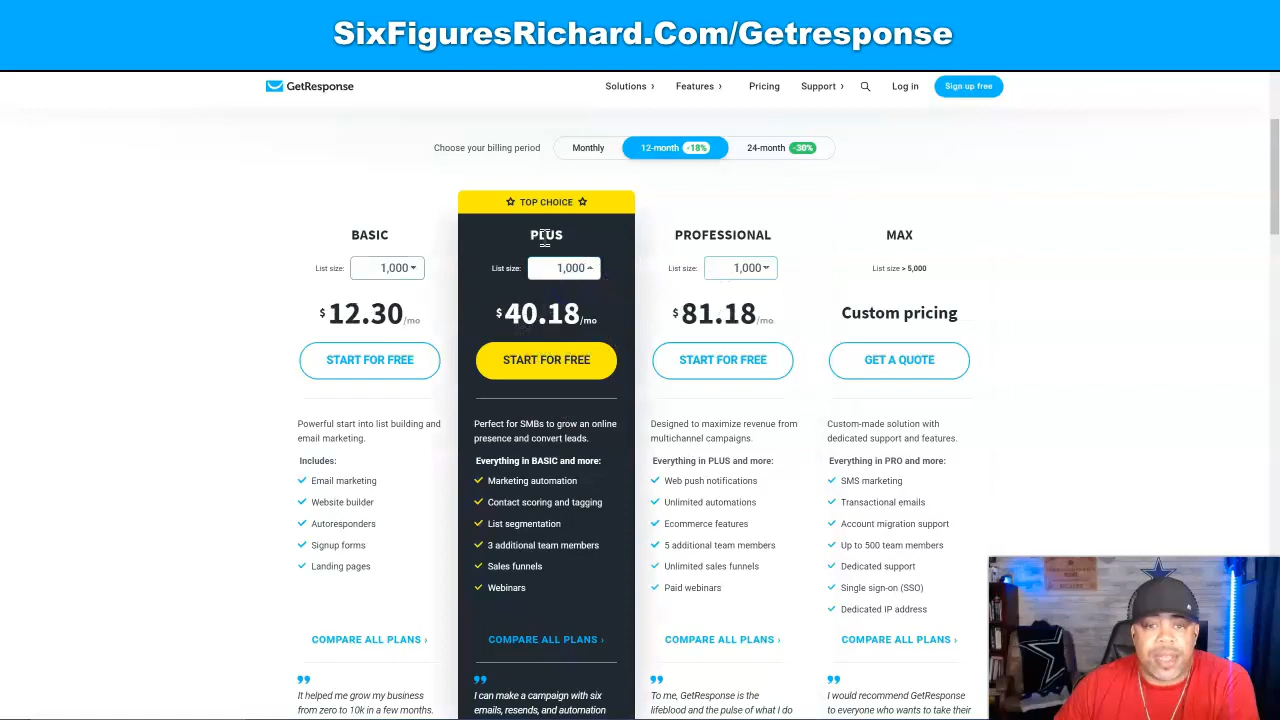 SixFiguresRichard.Com/Getresponse
GetResponse
Solutions ›
Features ›
Pricing
Support ›
Log in
Sign up free
Choose your billing period
Monthly
12-month -18%
24-month -30%
TOP CHOICE
BASIC
List size: 1,000
$12.30/mo
START FOR FREE
Powerful start into list building and
email marketing.
Includes:
Email marketing
Website builder
Autoresponders
Signup forms
Landing pages
COMPARE ALL PLANS ›
It helped me grow my business
from zero to 10k in a few months.
PLUS
List size: 1,000
$40.18/mo
START FOR FREE
Perfect for SMBs to grow an online
presence and convert leads.
Everything in BASIC and more:
Marketing automation
Contact scoring and tagging
List segmentation
3 additional team members
Sales funnels
Webinars
COMPARE ALL PLANS ›
I can make a campaign with six
emails, resends, and automation
PROFESSIONAL
List size: 1,000
$81.18/mo
START FOR FREE
Designed to maximize revenue from
multichannel campaigns.
Everything in PLUS and more:
Web push notifications
Unlimited automations
Ecommerce features
5 additional team members
Unlimited sales funnels
Paid webinars
COMPARE ALL PLANS ›
To me, GetResponse is the
lifeblood and the pulse of what I do
MAX
List size > 5,000
Custom pricing
GET A QUOTE
Custom-made solution with
dedicated support and features.
Everything in PRO and more:
SMS marketing
Transactional emails
Account migration support
Up to 500 team members
Dedicated support
Single sign-on (SSO)
Dedicated IP address
COMPARE ALL PLANS ›
I would recommend GetResponse
to everyone who wants to take their